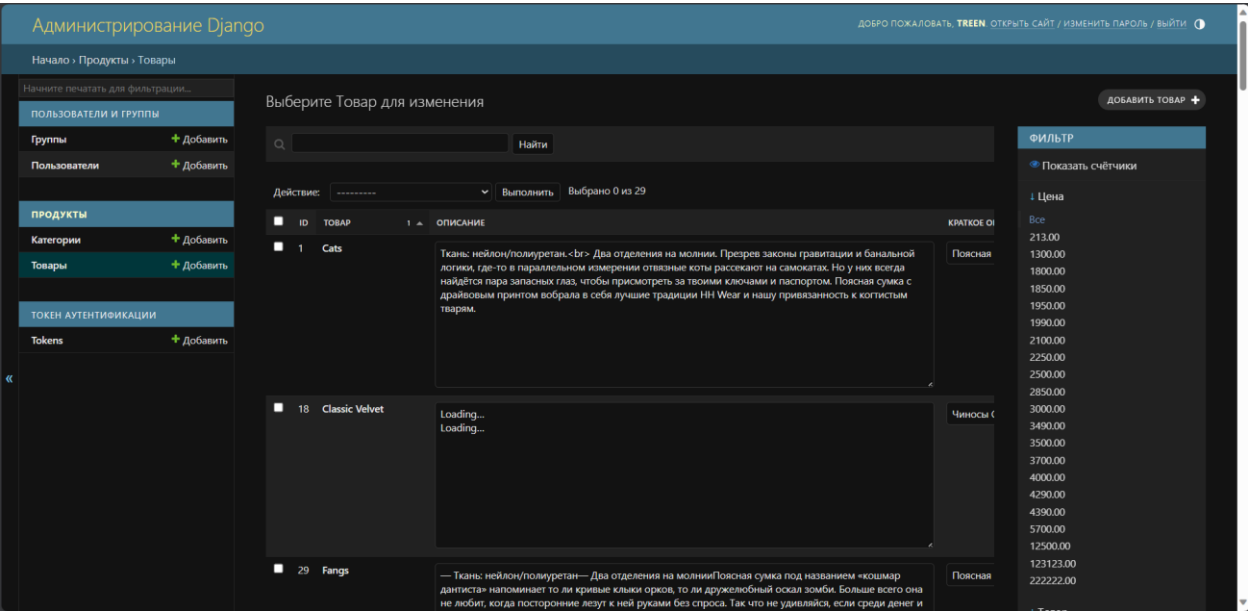 Администрирование Django
ДОБРО ПОЖАЛОВАТЬ, TREEN. ОТКРЫТЬ САЙТ / ИЗМЕНИТЬ ПАРОЛЬ / ВЫЙТИ
Начало › Продукты › Товары
Начните печатать для фильтрации...
ПОЛЬЗОВАТЕЛИ И ГРУППЫ
Группы
Добавить
Пользователи
Добавить
ПРОДУКТЫ
Категории
Добавить
Товары
Добавить
ТОКЕН АУТЕНТИФИКАЦИИ
Tokens
Добавить
«
Выберите Товар для изменения
ДОБАВИТЬ ТОВАР +
Найти
Действие:
---------
Выполнить
Выбрано 0 из 29
ID
ТОВАР
1
ОПИСАНИЕ
КРАТКОЕ ОП
1
Cats
Ткань: нейлон/полиуретан.<br> Два отделения на молнии. Презрев законы гравитации и банальной
логики, где-то в параллельном измерении отвязные коты рассекают на самокатах. Но у них всегда
найдётся пара запасных глаз, чтобы присмотреть за твоими ключами и паспортом. Поясная сумка с
драйвовым принтом вобрала в себя лучшие традиции HH Wear и нашу привязанность к когтистым
тварям.
Поясная
18
Classic Velvet
Loading...
Loading...
Чиносы
29
Fangs
— Ткань: нейлон/полиуретан— Два отделения на молнииПоясная сумка под названием «кошмар
дантиста» напоминает то ли кривые клыки орков, то ли дружелюбный оскал зомби. Больше всего она
не любит, когда посторонние лезут к ней руками без спроса. Так что не удивляйся, если среди денег и
Поясная
ФИЛЬТР
Показать счётчики
↓ Цена
Все
213.00
1300.00
1800.00
1850.00
1950.00
1990.00
2100.00
2250.00
2500.00
2850.00
3000.00
3490.00
3500.00
3700.00
4000.00
4290.00
4390.00
5700.00
12500.00
123123.00
222222.00